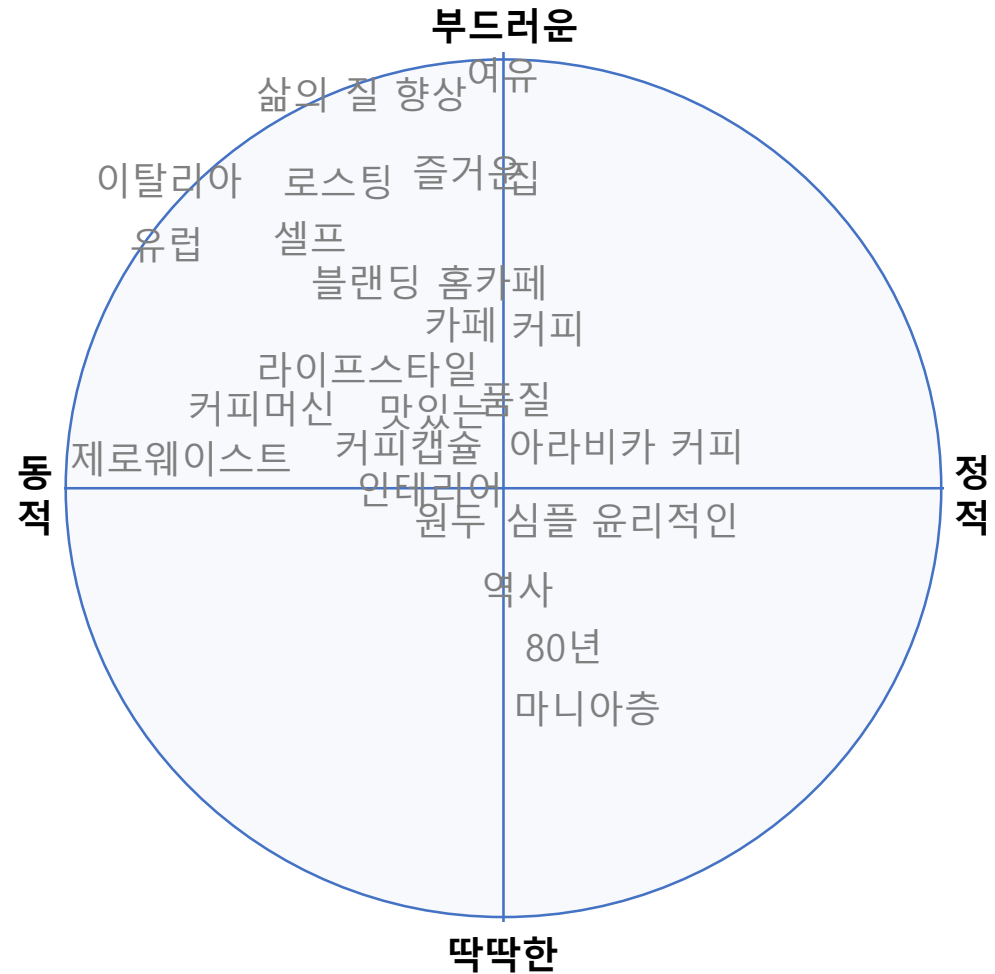 부드러운
여유
삶의 질 향상
이탈리아 로스팅 즐거운 집
유럽 셀프
블랜딩 홈카페
카페 커피
라이프스타일
커피머신 맛있는 품질
제로웨이스트 커피캡슐 아라비카 커피
동적
정적
인테리어
원두 심플 윤리적인
역사
80년
마니아층
딱딱한